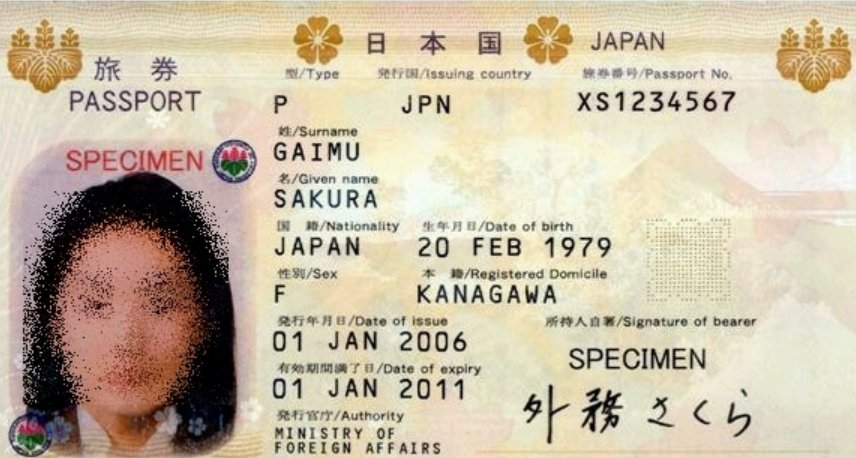 日本国 JAPAN
旅券
PASSPORT
型/Type 発行国/Issuing country 旅券番号/Passport No.
P JPN XS1234567
姓/Surname
GAIMU
SPECIMEN
名/Given name
SAKURA
国籍/Nationality 生年月日/Date of birth
JAPAN 20 FEB 1979
性別/Sex 本籍/Registered Domicile
F KANAGAWA
発行年月日/Date of issue 所持人自署/Signature of bearer
01 JAN 2006
SPECIMEN
有効期間満了日/Date of expiry
01 JAN 2011
外務さくら
発行官庁/Authority
MINISTRY OF
FOREIGN AFFAIRS